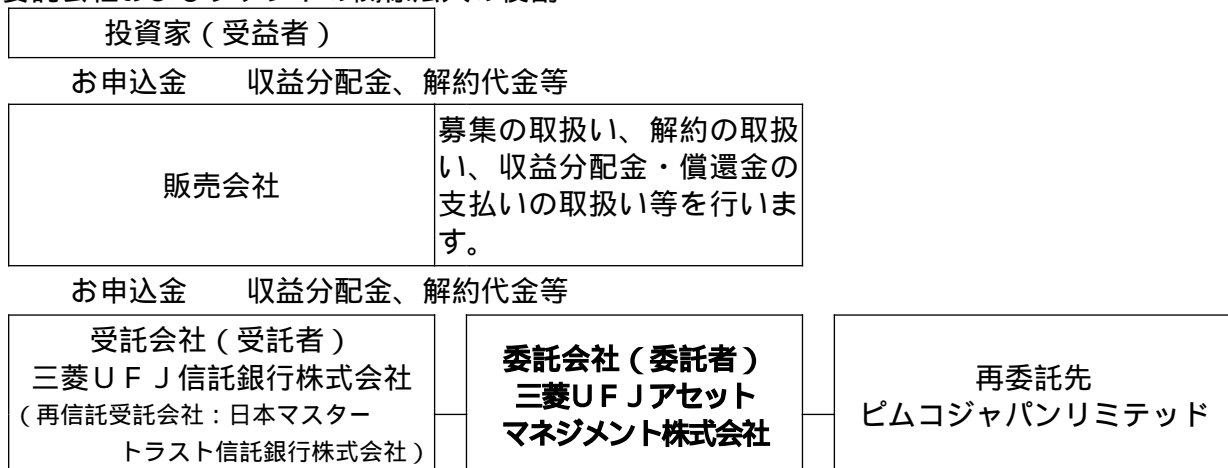 投資家（受益者）
お申込金　　収益分配金、解約代金等
販売会社
募集の取扱い、解約の取扱
い、収益分配金・償還金の
支払いの取扱い等を行いま
す。
お申込金　　収益分配金、解約代金等
受託会社（受託者）
三菱ＵＦＪ信託銀行株式会社
（再信託受託会社：日本マスター
トラスト信託銀行株式会社）
委託会社（委託者）
三菱ＵＦＪアセット
マネジメント株式会社
再委託先
ピムコジャパンリミテッド